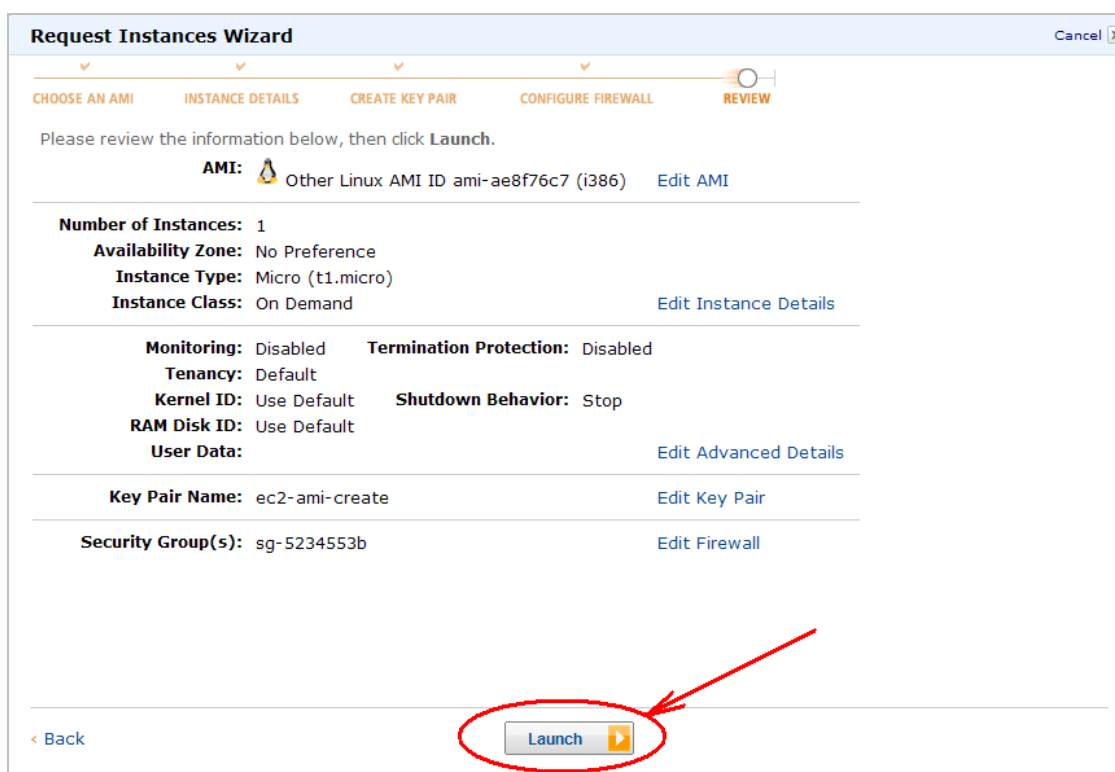 Request Instances Wizard
Cancel
CHOOSE AN AMI INSTANCE DETAILS CREATE KEY PAIR CONFIGURE FIREWALL REVIEW
Please review the information below, then click Launch.
AMI: Other Linux AMI ID ami-ae8f76c7 (i386) Edit AMI
Number of Instances: 1
Availability Zone: No Preference
Instance Type: Micro (t1.micro)
Instance Class: On Demand Edit Instance Details
Monitoring: Disabled Termination Protection: Disabled
Tenancy: Default
Kernel ID: Use Default Shutdown Behavior: Stop
RAM Disk ID: Use Default
User Data: Edit Advanced Details
Key Pair Name: ec2-ami-create Edit Key Pair
Security Group(s): sg-5234553b Edit Firewall
< Back Launch